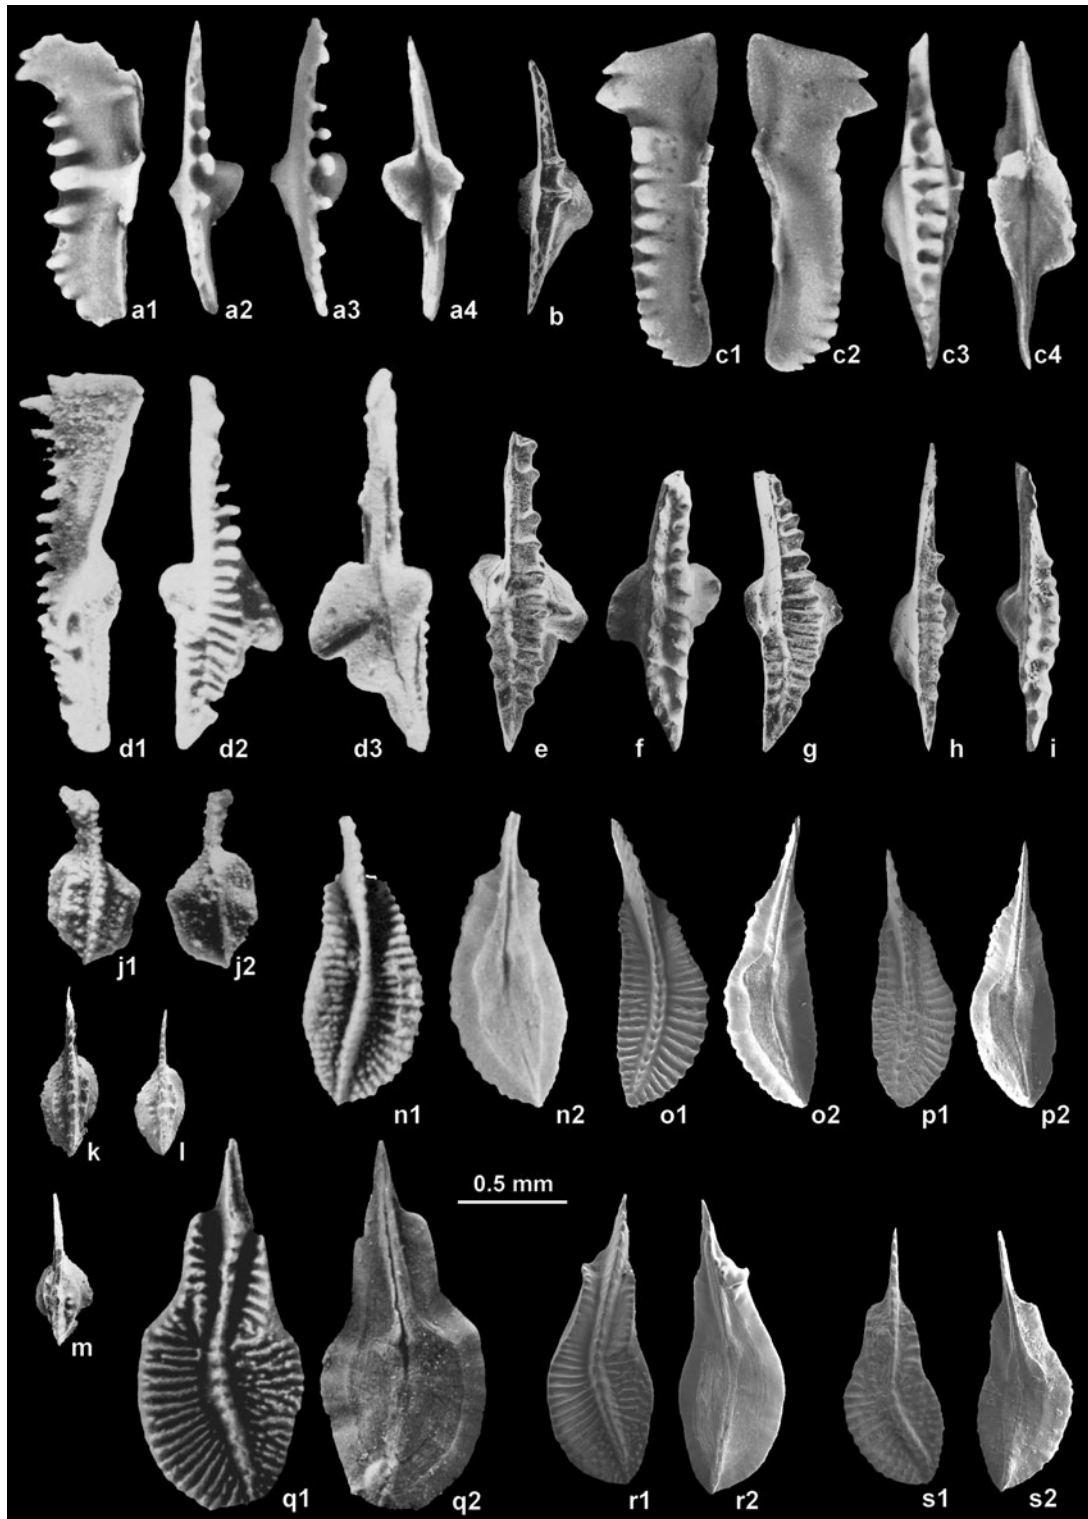 a1 a2 a3 a4 b c1 c2 c3 c4
d1 d2 d3 e f g h i
j1 j2
n1 n2 o1 o2 p1 p2
k l
0.5 mm
m
q1 q2 r1 r2 s1 s2